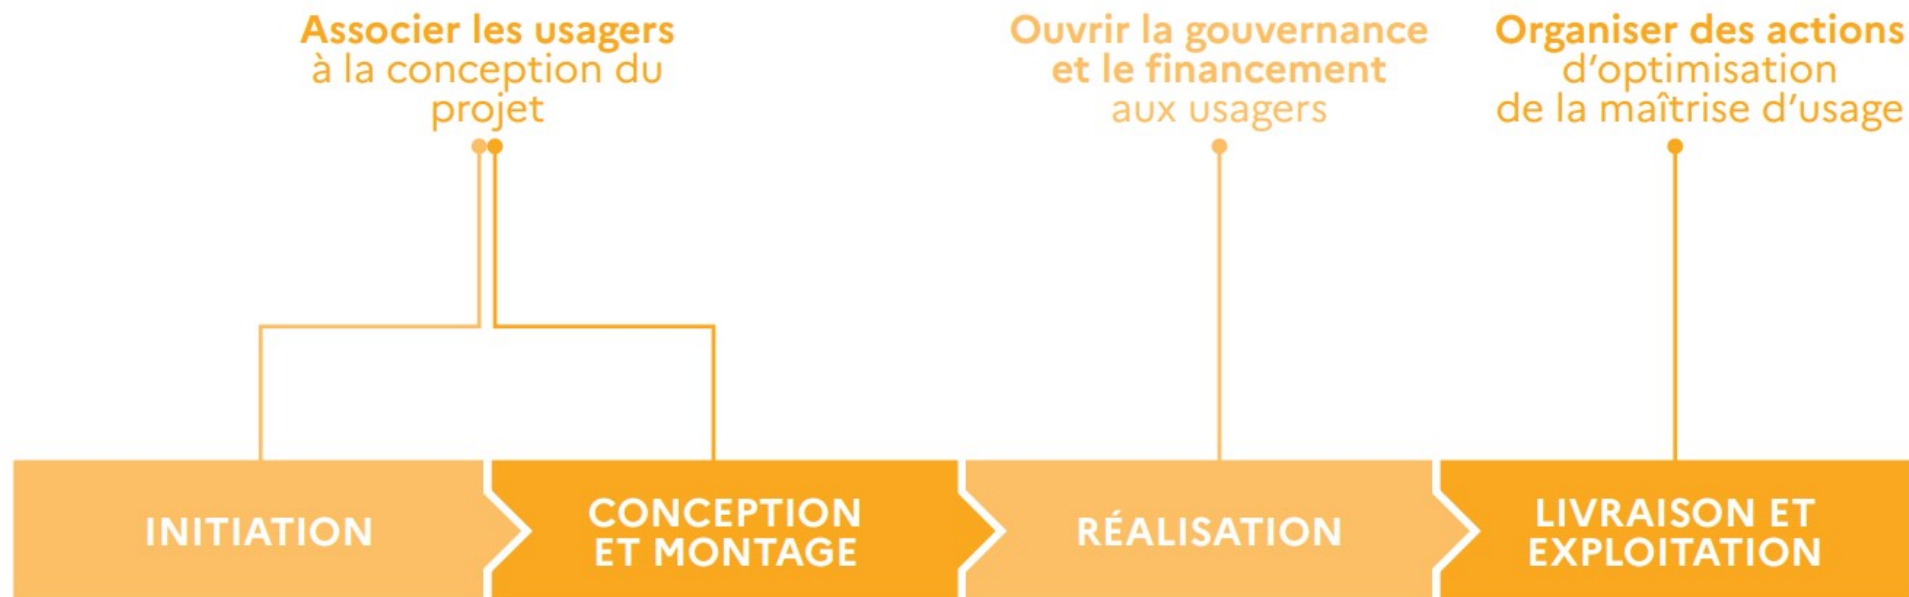 Associer les usagers
à la conception du
projet
Ouvrir la gouvernance
et le financement
aux usagers
Organiser des actions
d’optimisation
de la maîtrise d’usage
INITIATION
CONCEPTION
ET MONTAGE
RÉALISATION
LIVRAISON ET
EXPLOITATION